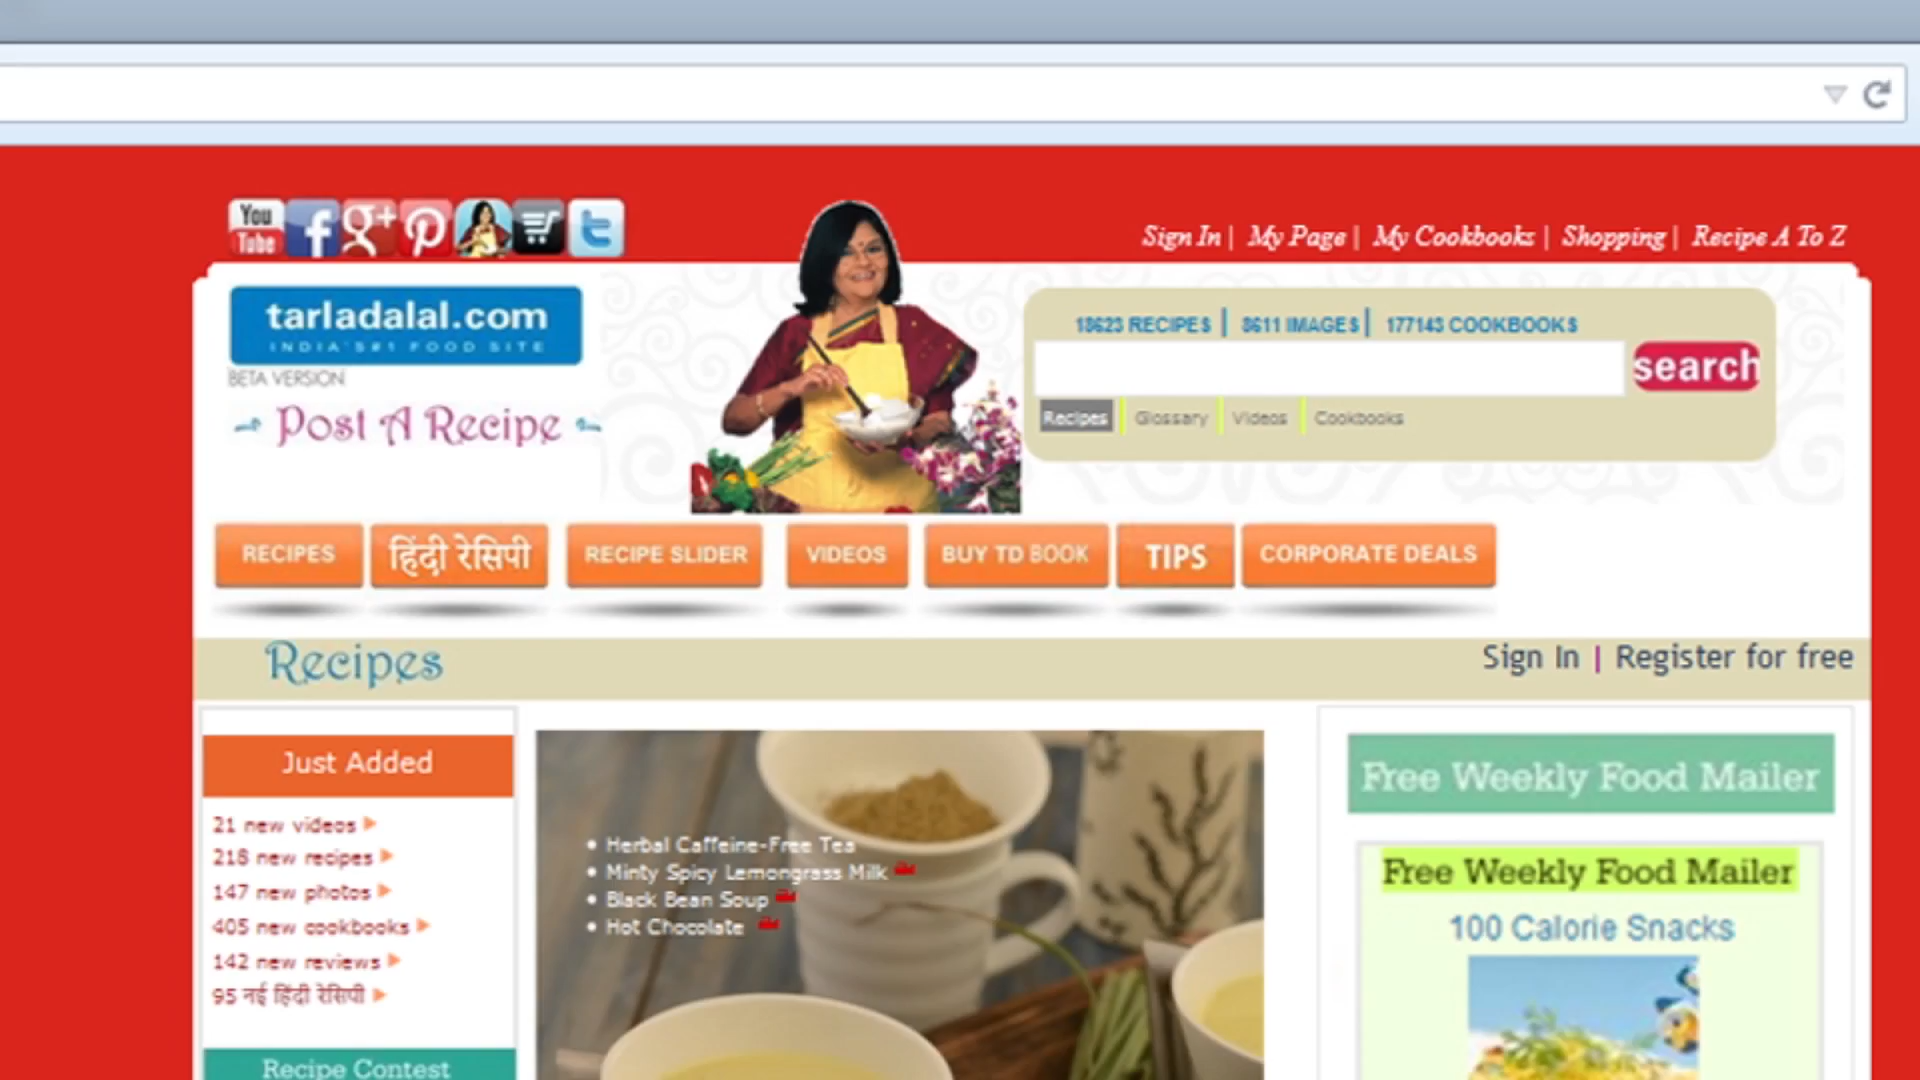 You
Tube
Sign In | My Page | My Cookbooks | Shopping | Recipe A To Z
tarladalal.com
INDIA'S #1 FOOD SITE
BETA VERSION
Post A Recipe
18623 RECIPES | 8611 IMAGES | 177143 COOKBOOKS
search
Recipes | Glossary | Videos | Cookbooks
RECIPES हिंदी रेसिपी RECIPE SLIDER VIDEOS BUY TD BOOK TIPS CORPORATE DEALS
Recipes
Sign In | Register for free
Just Added
21 new videos
218 new recipes
147 new photos
405 new cookbooks
142 new reviews
95 नई हिंदी रेसिपी
Recipe Contest
• Herbal Caffeine-Free Tea
• Minty Spicy Lemongrass Milk
• Black Bean Soup
• Hot Chocolate
Free Weekly Food Mailer
Free Weekly Food Mailer
100 Calorie Snacks